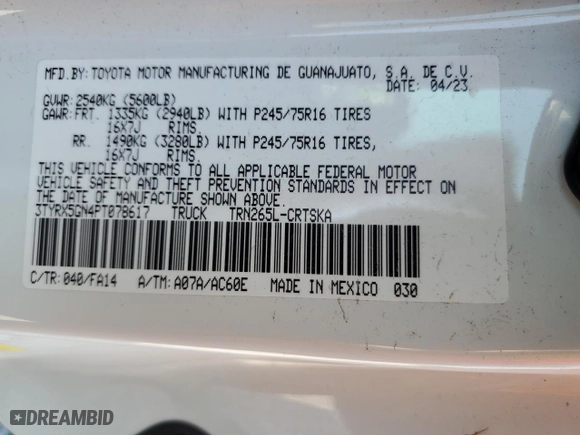 MFD.BY: TOYOTA MOTOR MANUFACTURING DE GUANAJUATO, S.A. DE C.V.
DATE: 04/23
GVWR: 2540KG (5600LB)
GAWR: FRT. 1335KG (2940LB) WITH P245/75R16 TIRES
16X7J RIMS.
RR. 1490KG (3280LB) WITH P245/75R16 TIRES,
16X7J RIMS.
THIS VEHICLE CONFORMS TO ALL APPLICABLE FEDERAL MOTOR
VEHICLE SAFETY AND THEFT PREVENTION STANDARDS IN EFFECT ON
THE DATE OF MANUFACTURE SHOWN ABOVE.
3TYRX5GN4PT078617 TRUCK TRN265L-CRTSKA
C/TR: 040/FA14 A/TM: A07A/AC60E MADE IN MEXICO 030
DREAMBID